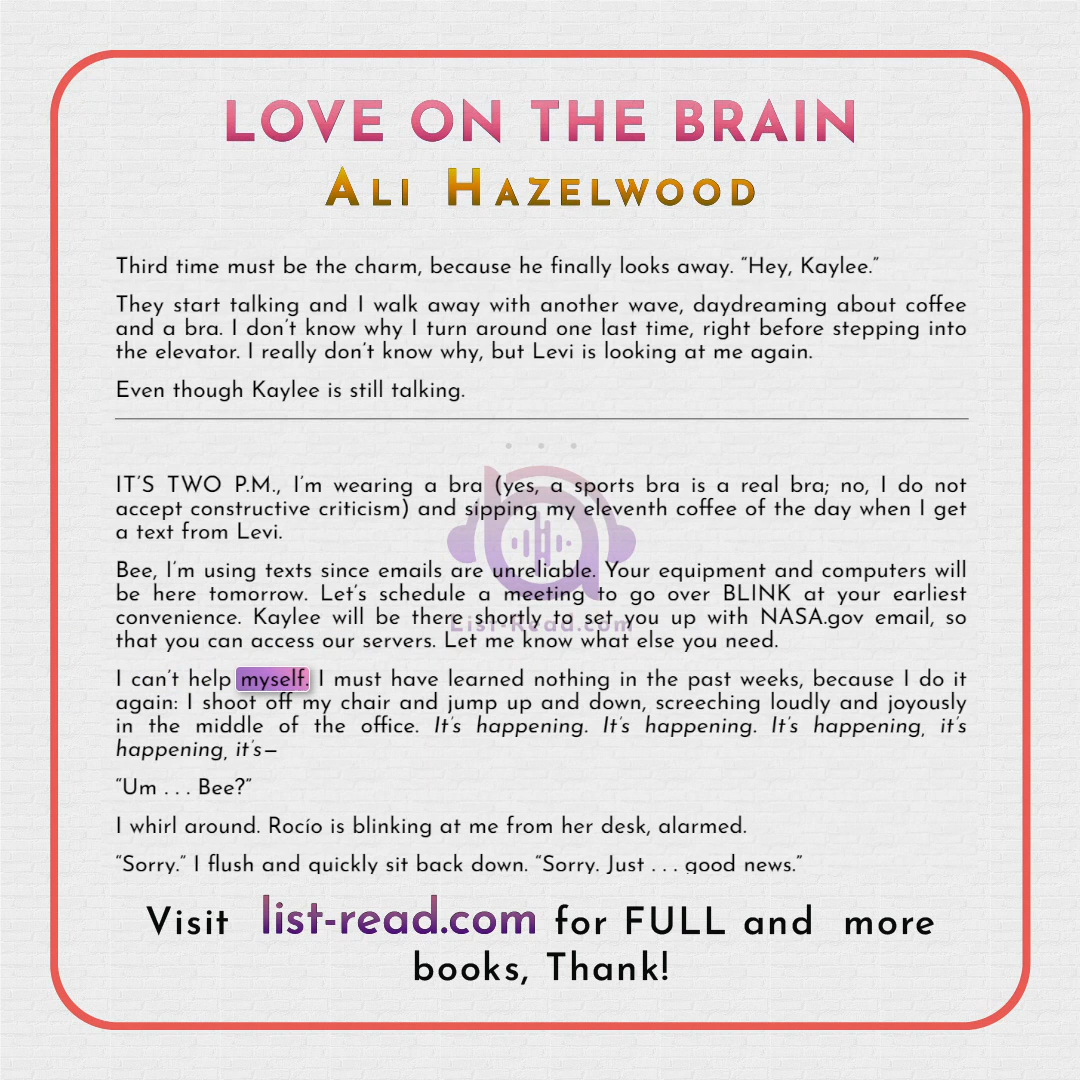 LOVE ON THE BRAIN
ALI HAZELWOOD
Third time must be the charm, because he finally looks away. “Hey, Kaylee.”
They start talking and I walk away with another wave, daydreaming about coffee
and a bra. I don’t know why I turn around one last time, right before stepping into
the elevator. I really don’t know why, but Levi is looking at me again.
Even though Kaylee is still talking.
IT’S TWO P.M., I’m wearing a bra (yes, a sports bra is a real bra; no, I do not
accept constructive criticism) and sipping my eleventh coffee of the day when I get
a text from Levi.
Bee, I’m using texts since emails are unreliable. Your equipment and computers will
be here tomorrow. Let’s schedule a meeting to go over BLINK at your earliest
convenience. Kaylee will be there shortly to set you up with NASA.gov email, so
List-Read.com
that you can access our servers. Let me know what else you need.
I can’t help myself. I must have learned nothing in the past weeks, because I do it
again: I shoot off my chair and jump up and down, screeching loudly and joyously
in the middle of the office. It’s happening. It’s happening. It’s happening, it’s
happening, it’s—
“Um . . . Bee?”
I whirl around. Rocío is blinking at me from her desk, alarmed.
“Sorry.” I flush and quickly sit back down. “Sorry. Just . . . good news.”
Visit list-read.com for FULL and more
books, Thank!